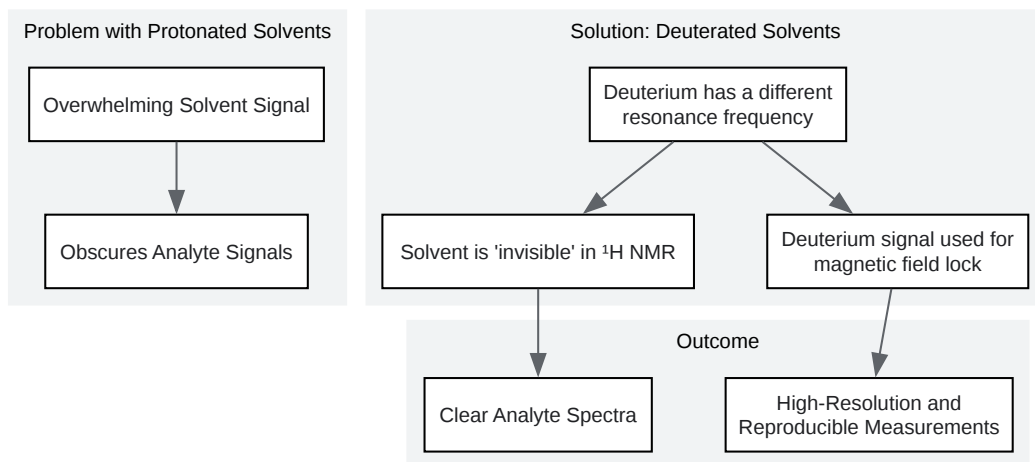 Problem with Protonated Solvents
Overwhelming Solvent Signal
Obscures Analyte Signals
Solution: Deuterated Solvents
Deuterium has a different
resonance frequency
Solvent is 'invisible' in ¹H NMR
Deuterium signal used for
magnetic field lock
Outcome
Clear Analyte Spectra
High-Resolution and
Reproducible Measurements